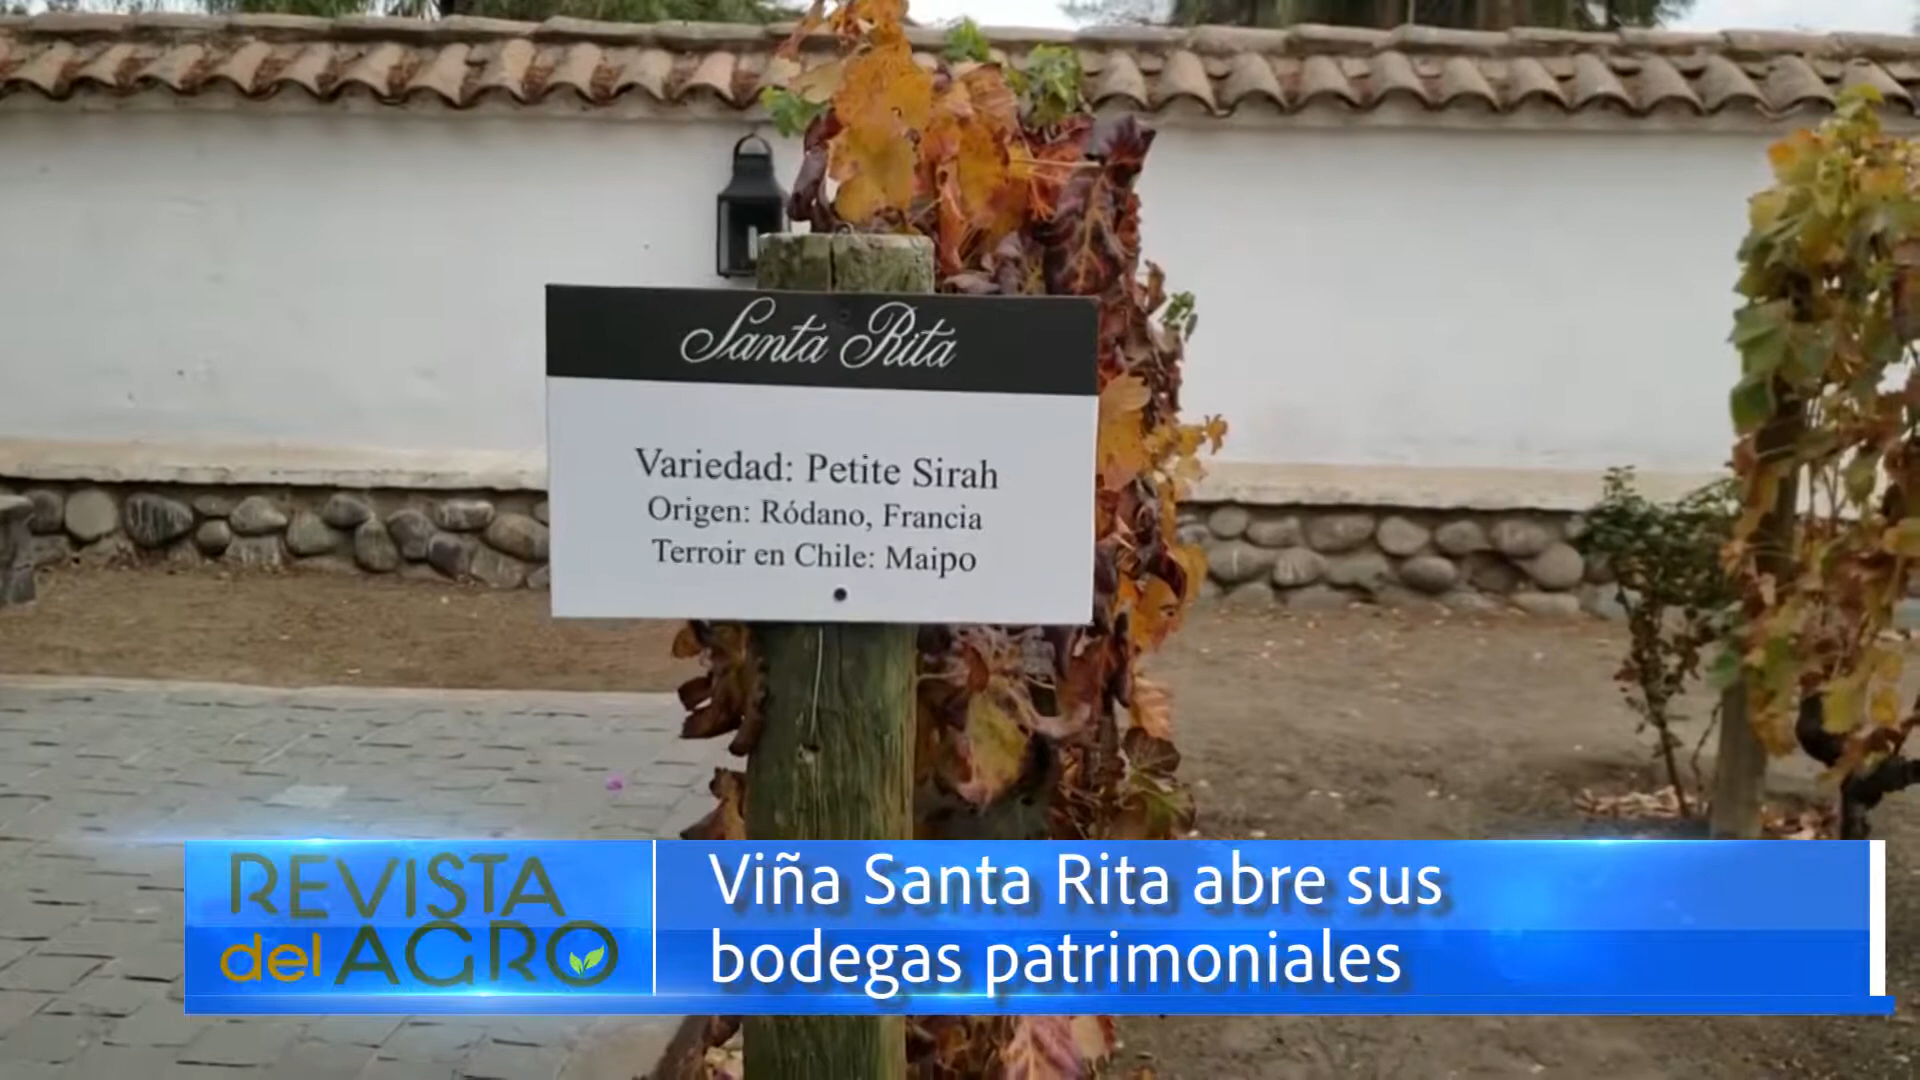 Santa Rita
Variedad: Petite Sirah
Origen: Ródano, Francia
Terroir en Chile: Maipo
REVISTA
del AGRO
Viña Santa Rita abre sus
bodegas patrimoniales